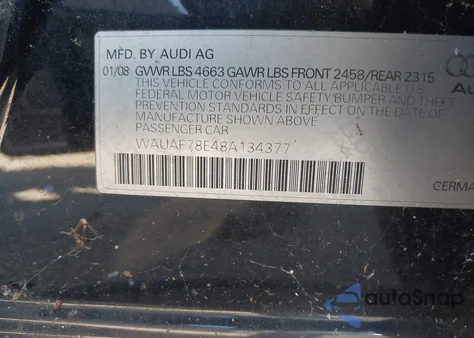 MFD. BY AUDI AG
01/08 GVWR LBS 4663 GAWR LBS FRONT 2458/REAR 2315
THIS VEHICLE CONFORMS TO ALL APPLICABLE U.S.
FEDERAL MOTOR VEHICLE SAFETY/BUMPER AND THEFT
PREVENTION STANDARDS IN EFFECT ON THE DATE OF
MANUFACTURE SHOWN ABOVE.
PASSENGER CAR
WAUAF78E48A134377
Au
GERMA
autoSnap